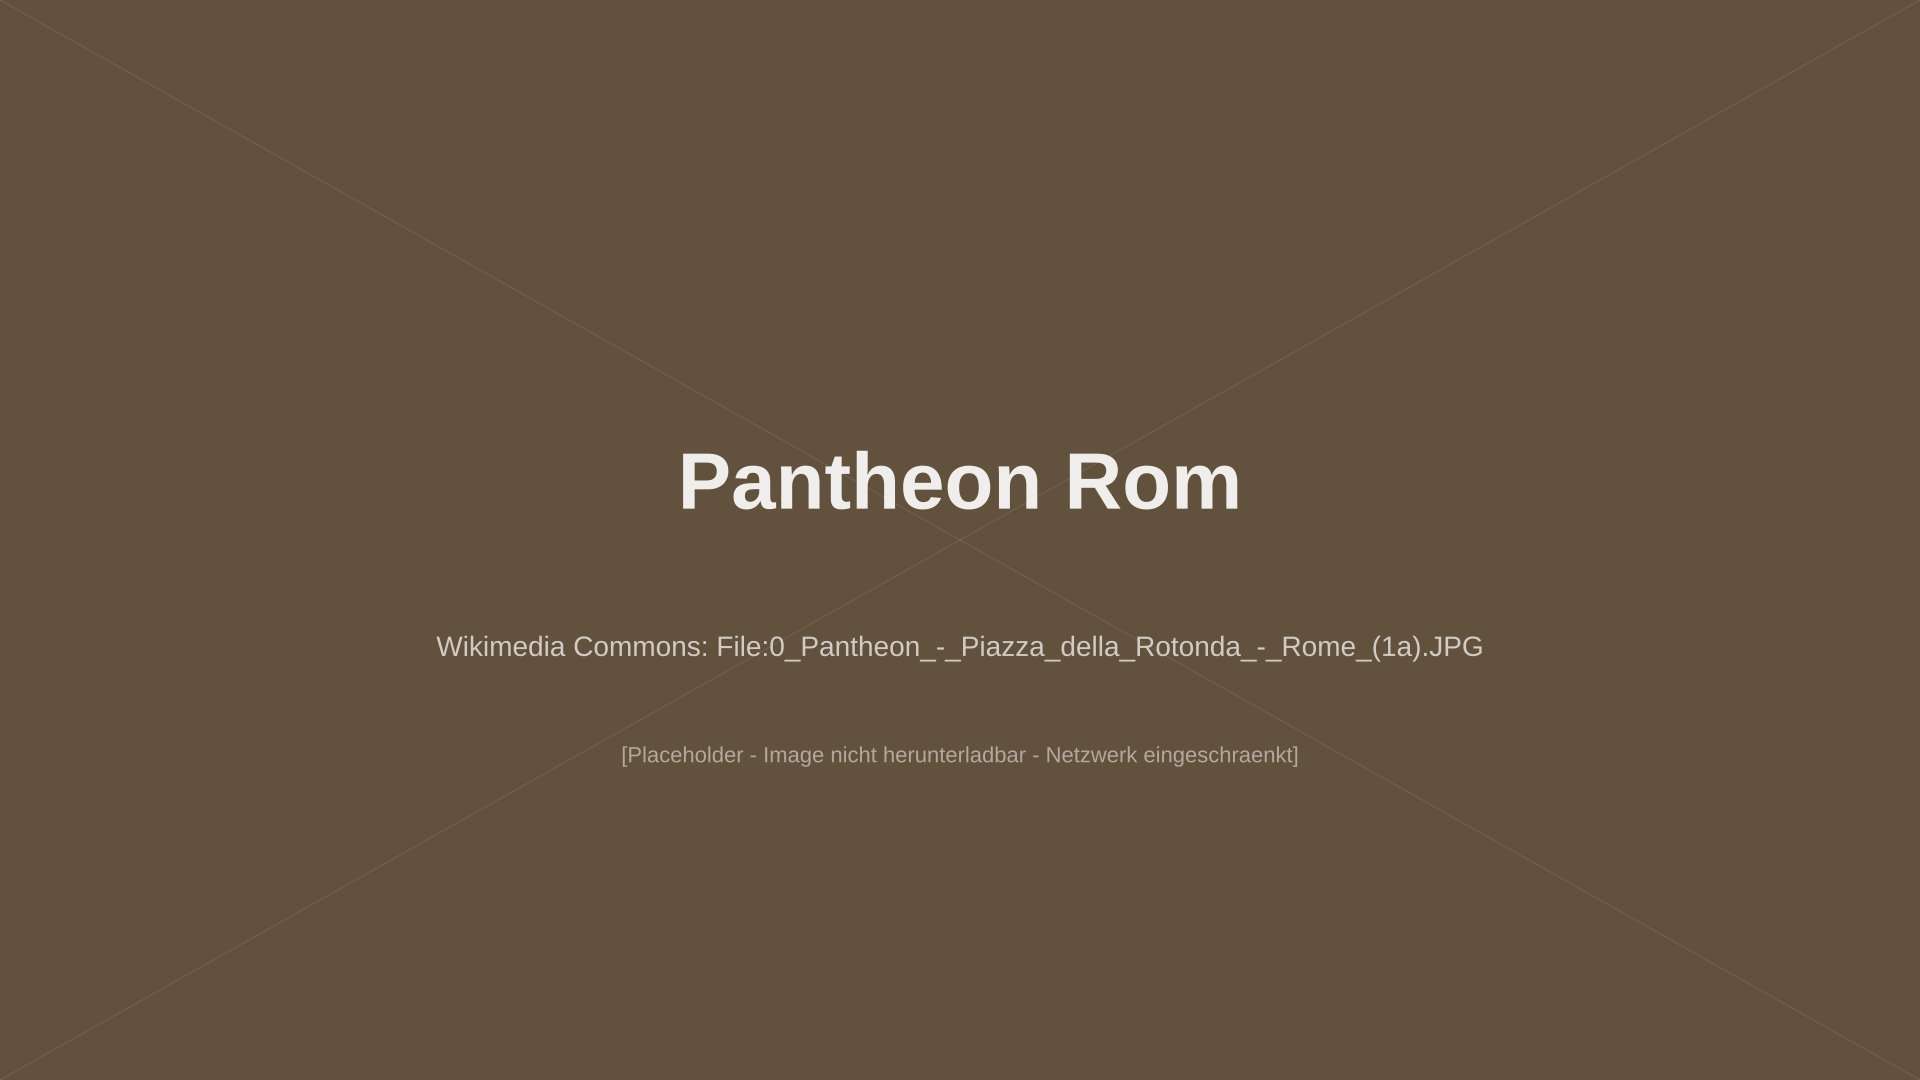 Pantheon Rom
Wikimedia Commons: File:0_Pantheon_-_Piazza_della_Rotonda_-_Rome_(1a).JPG
[Placeholder - Image nicht herunterladbar - Netzwerk eingeschraenkt]